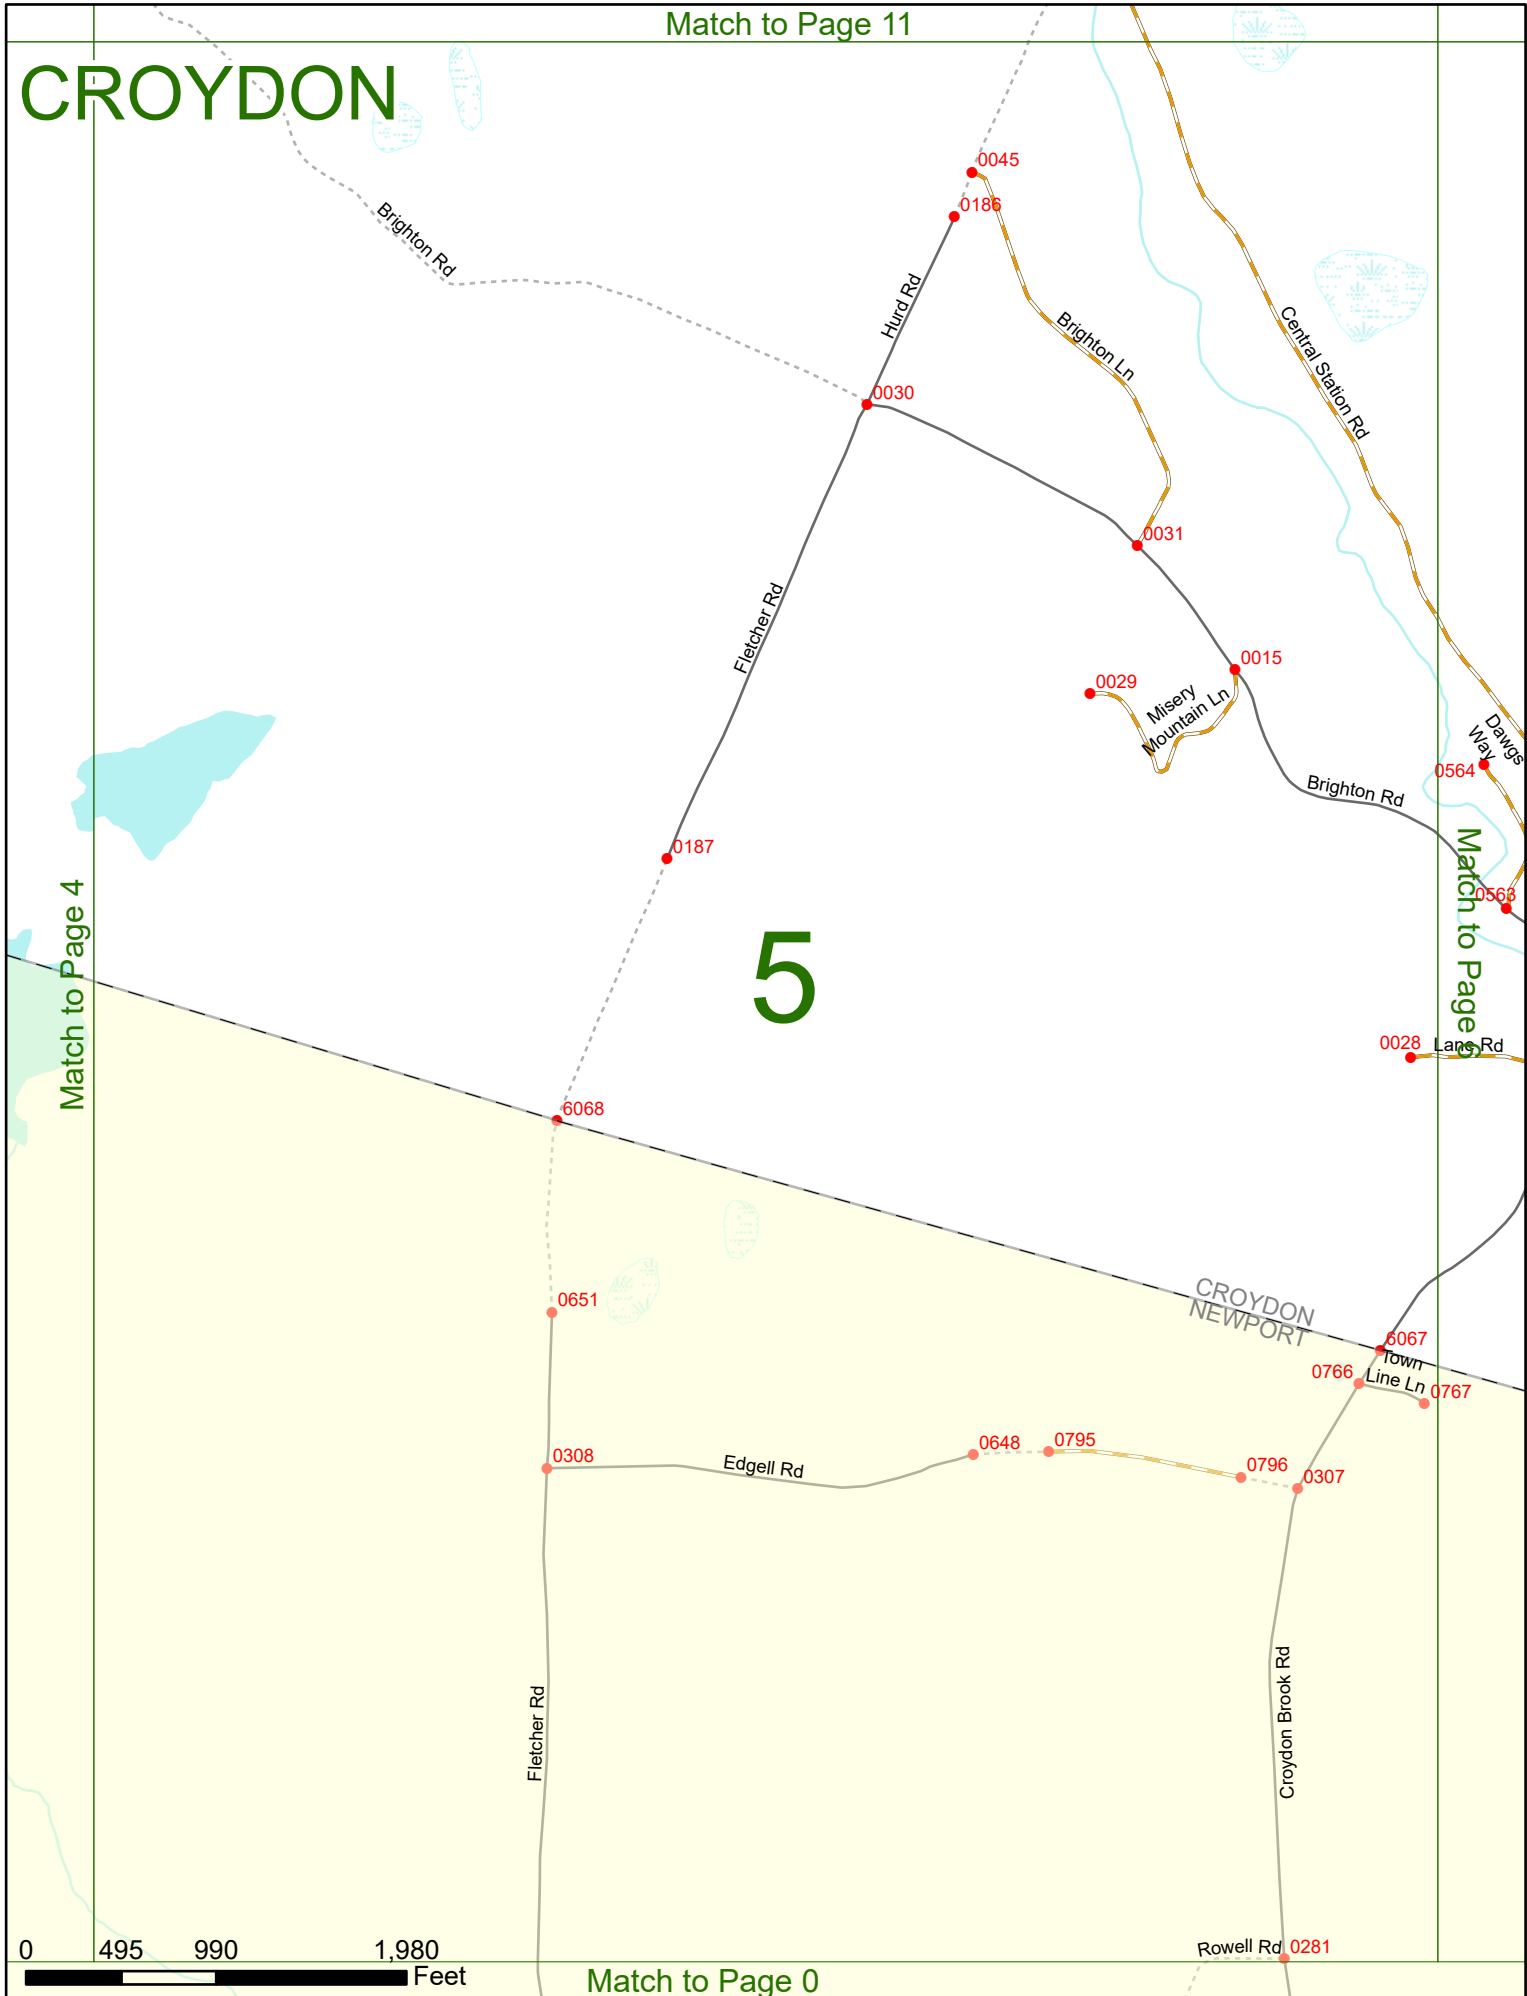 Match to Page 11
CROYDON
0045
0186
Brighton Rd
Hurd Rd
Brighton Ln
Central Station Rd
0030
0031
Fletcher Rd
0015
0029
Misery
Mountain Ln
Dawgs
Way
0564
Brighton Rd
0187
Match to Page 4
5
Match to Page 6
0563
0028
Lane Rd
6068
CROYDON
NEWPORT
0651
6067
Town
Line Ln
0766
0767
0308
Edgell Rd
0648
0795
0796
0307
Fletcher Rd
Croydon Brook Rd
Rowell Rd
0281
0
495
990
1,980
Feet
Match to Page 0